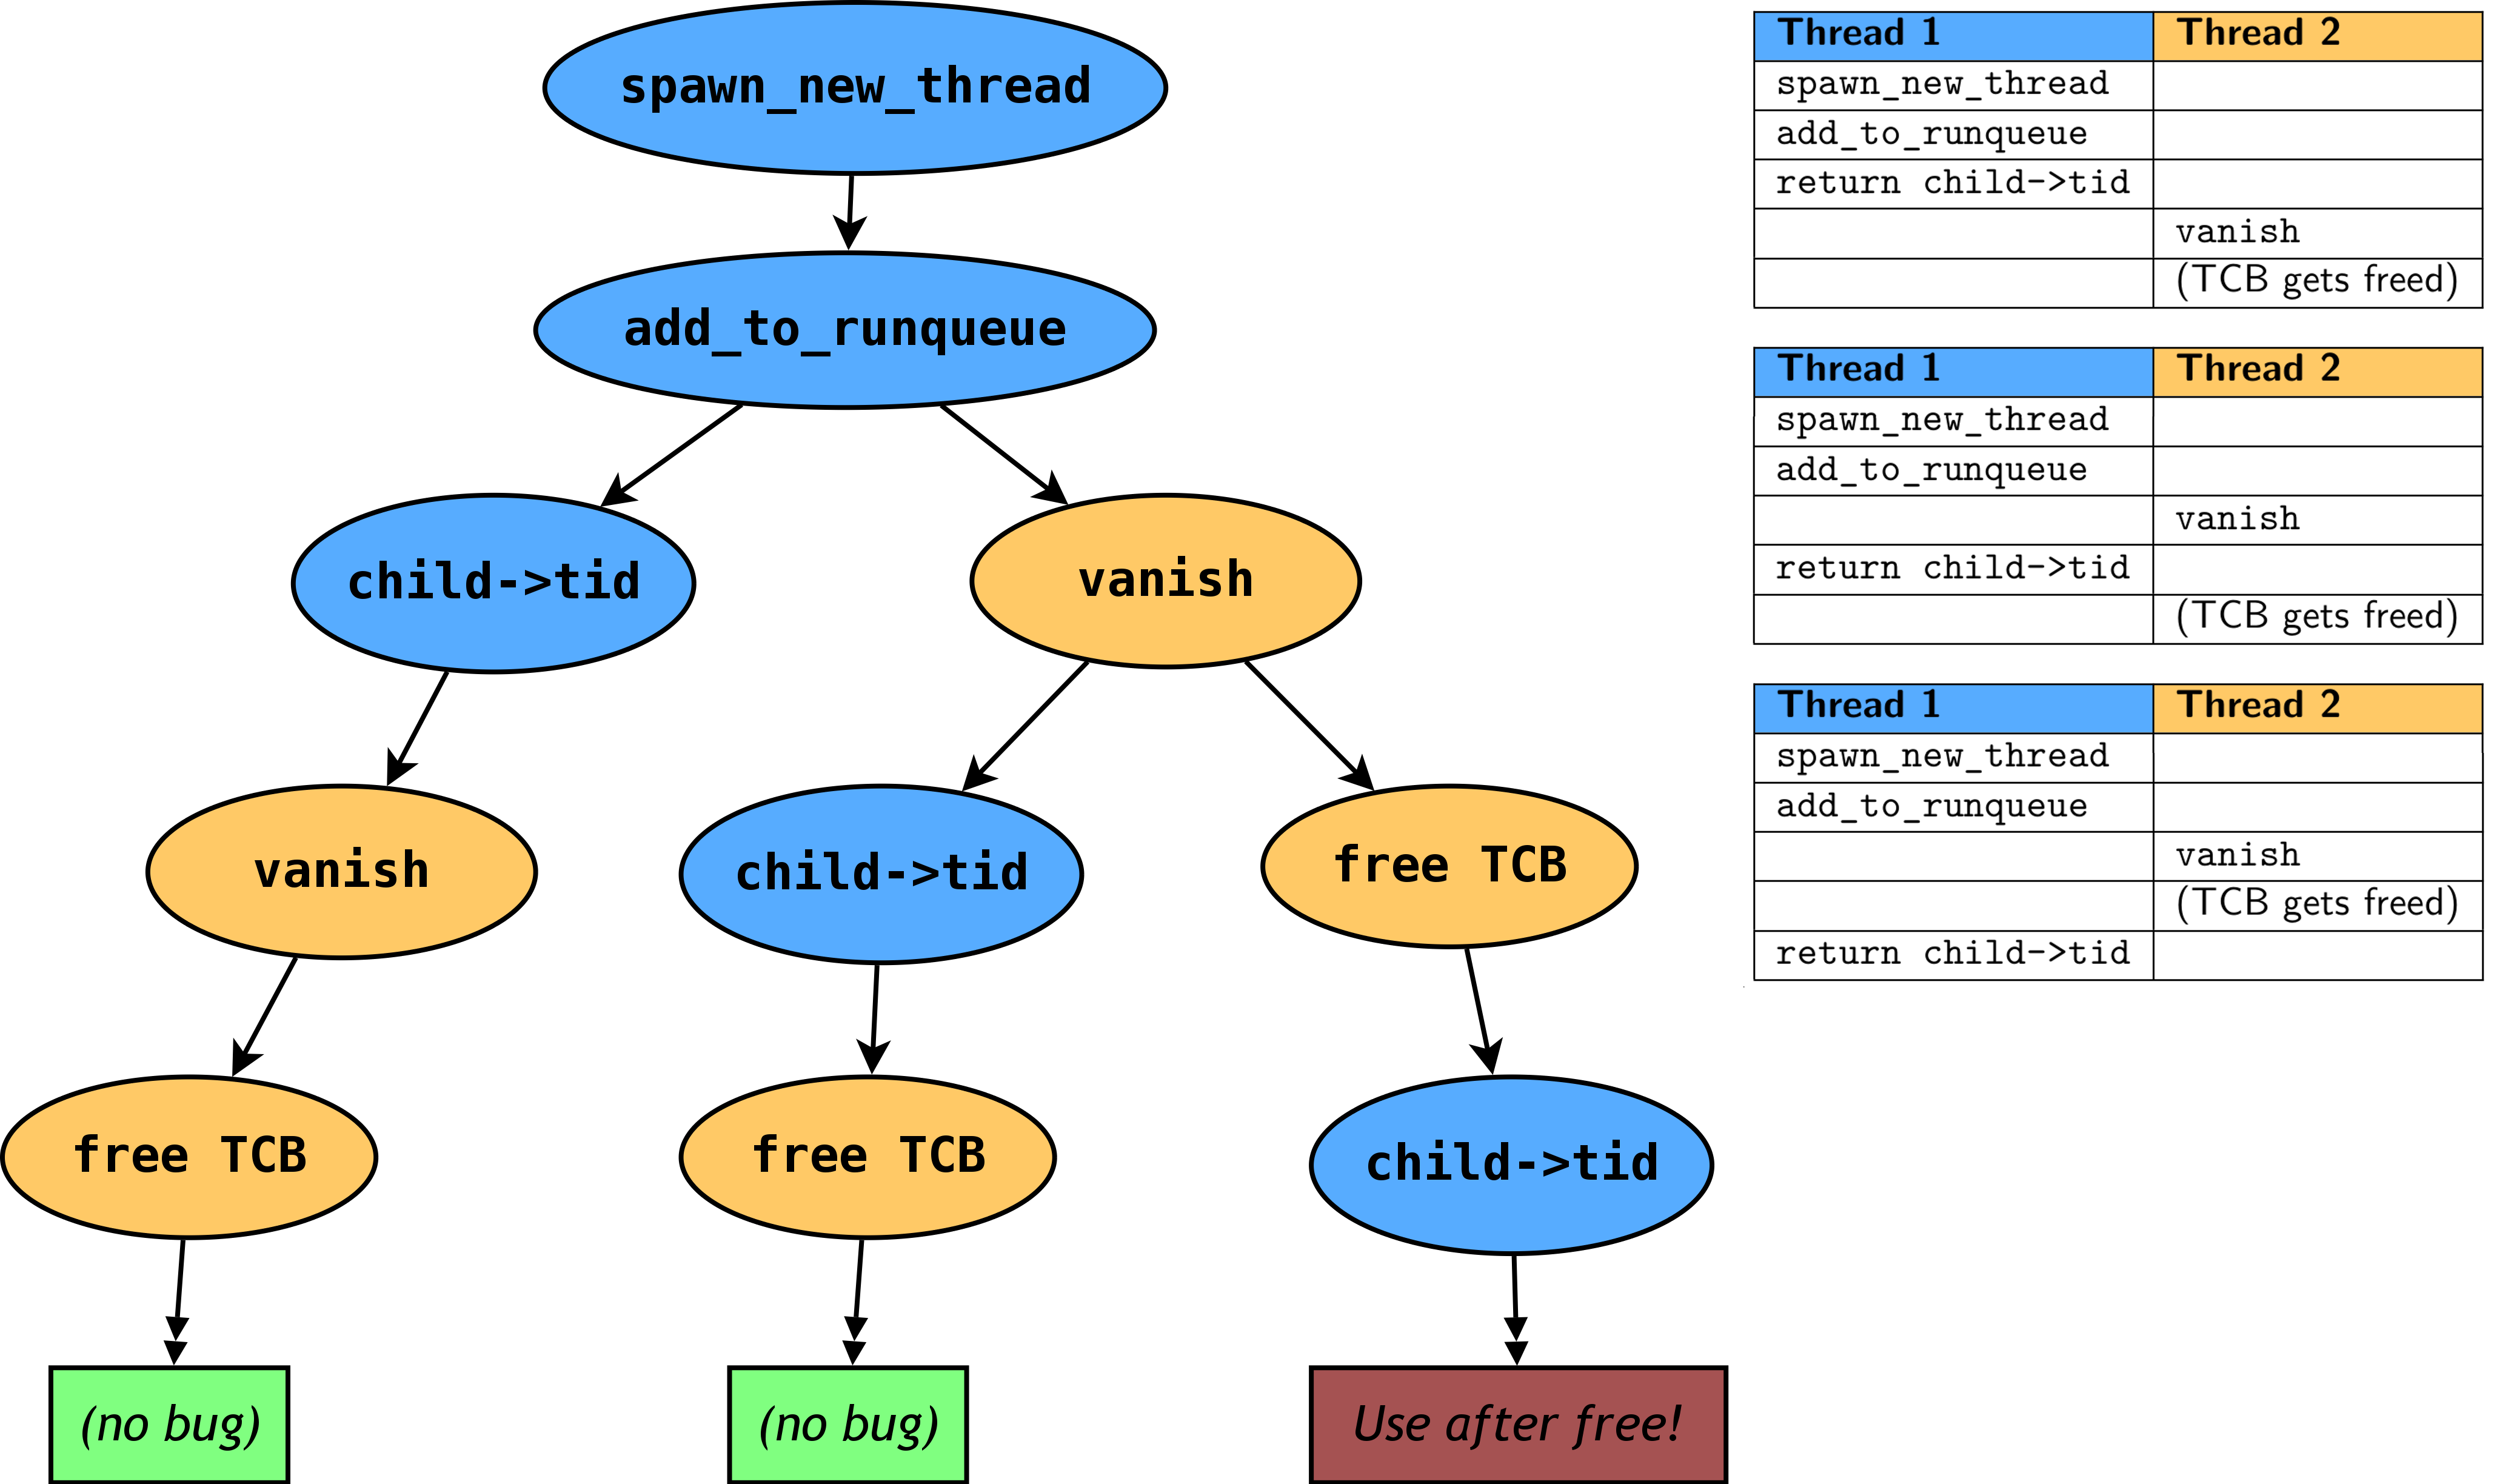 spawn_new_thread
add_to_runqueue
child->tid
vanish
vanish
child->tid
free TCB
free TCB
free TCB
child->tid
(no bug)
(no bug)
Use after free!
Thread 1 Thread 2
spawn_new_thread
add_to_runqueue
return child->tid
vanish
(TCB gets freed)
Thread 1 Thread 2
spawn_new_thread
add_to_runqueue
vanish
return child->tid
(TCB gets freed)
Thread 1 Thread 2
spawn_new_thread
add_to_runqueue
vanish
(TCB gets freed)
return child->tid